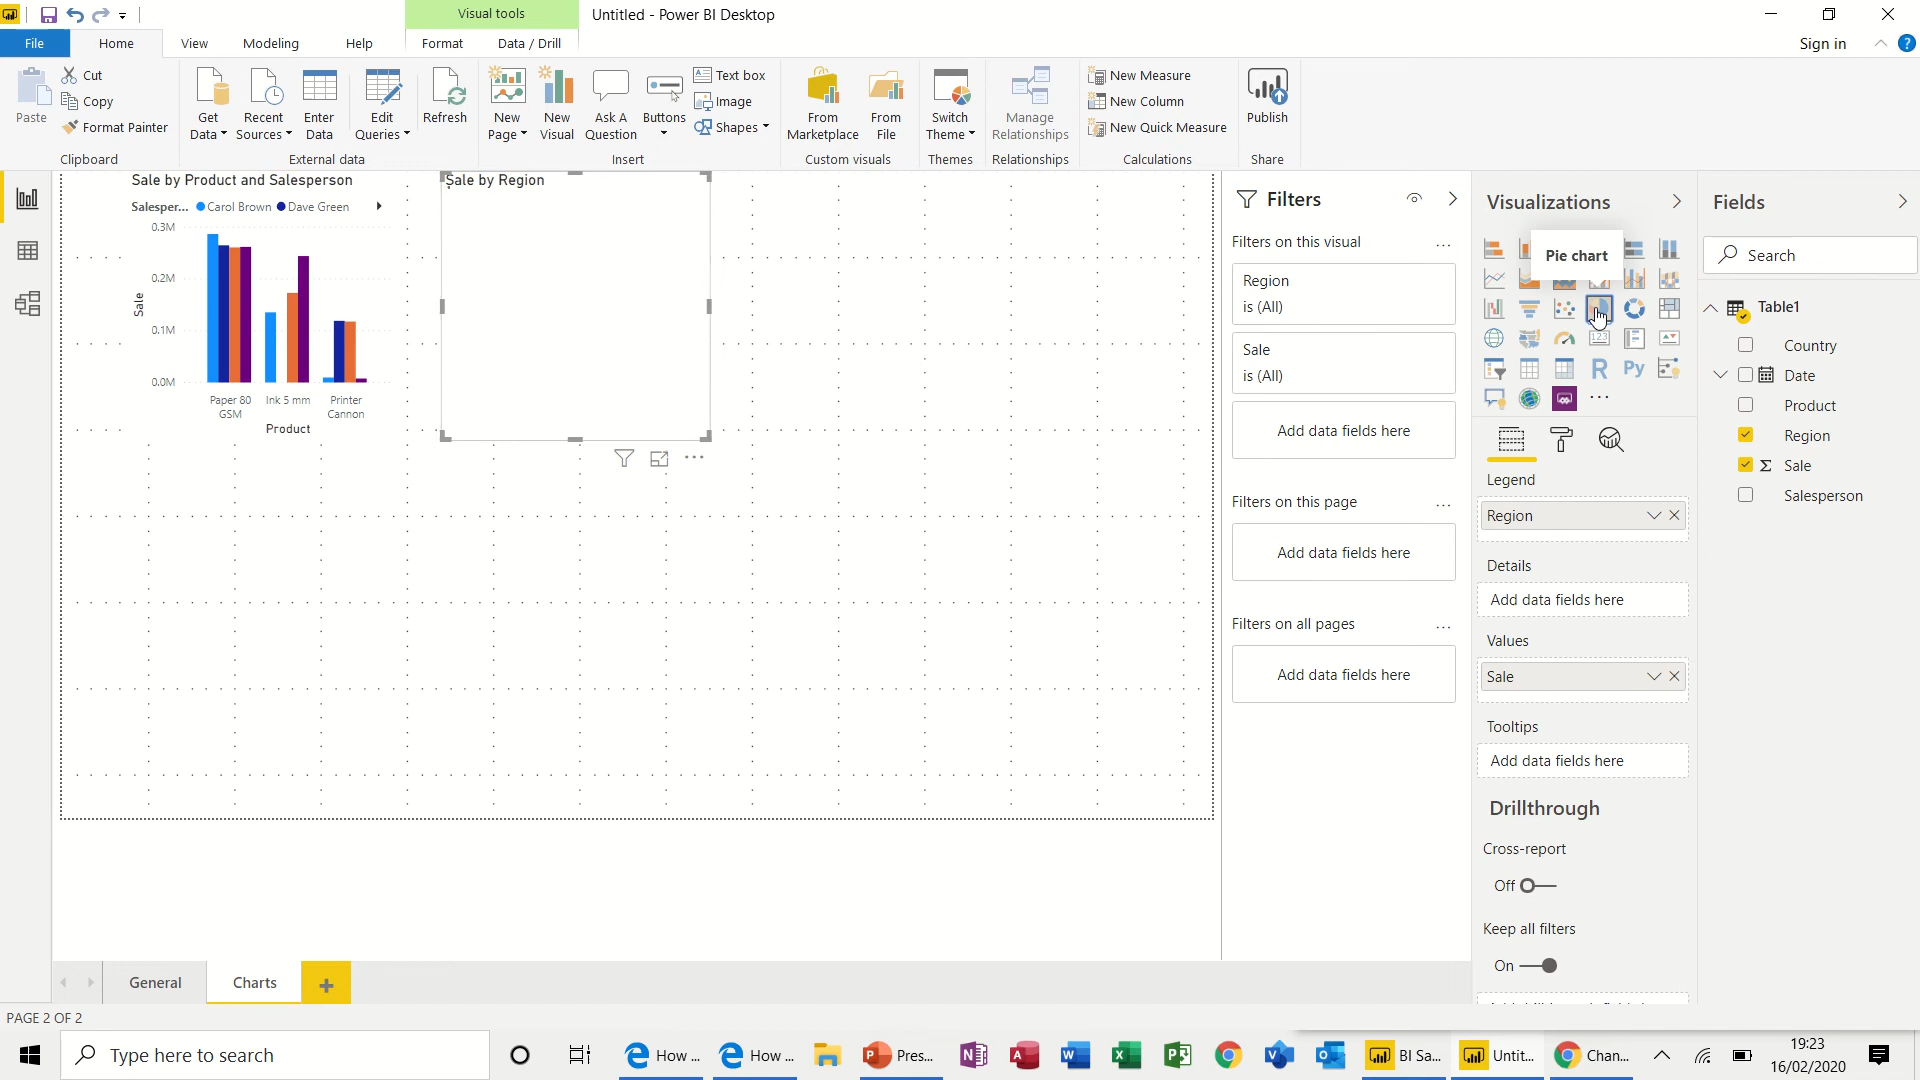 Visual tools
Untitled - Power BI Desktop
File
Home
View
Modeling
Help
Format
Data / Drill
Sign in
?
Paste
Cut
Copy
Format Painter
Clipboard
Get Data
Recent Sources
Enter Data
Edit Queries
Refresh
External data
New Page
New Visual
Ask A Question
Buttons
Text box
Image
Shapes
Insert
From Marketplace
From File
Custom visuals
Switch Theme
Themes
Manage Relationships
Relationships
New Measure
New Column
New Quick Measure
Calculations
Publish
Share
Sale by Product and Salesperson
Salesper... Carol Brown Dave Green
0.3M
0.2M
0.1M
0.0M
Sale
Paper 80 GSM
Ink 5 mm
Printer Cannon
Product
Sale by Region
Filters
Filters on this visual
...
Region
is (All)
Sale
is (All)
Add data fields here
Filters on this page
...
Add data fields here
Filters on all pages
...
Add data fields here
Visualizations
Pie chart
123
R
Py
...
Legend
Region
Details
Add data fields here
Values
Sale
Tooltips
Add data fields here
Drillthrough
Cross-report
Off
Keep all filters
On
Fields
Search
Table1
Country
Date
Product
Region
Σ Sale
Salesperson
General
Charts
+
PAGE 2 OF 2
Type here to search
How ...
How ...
Pres...
BI Sa...
Untit...
Chan...
19:23
16/02/2020